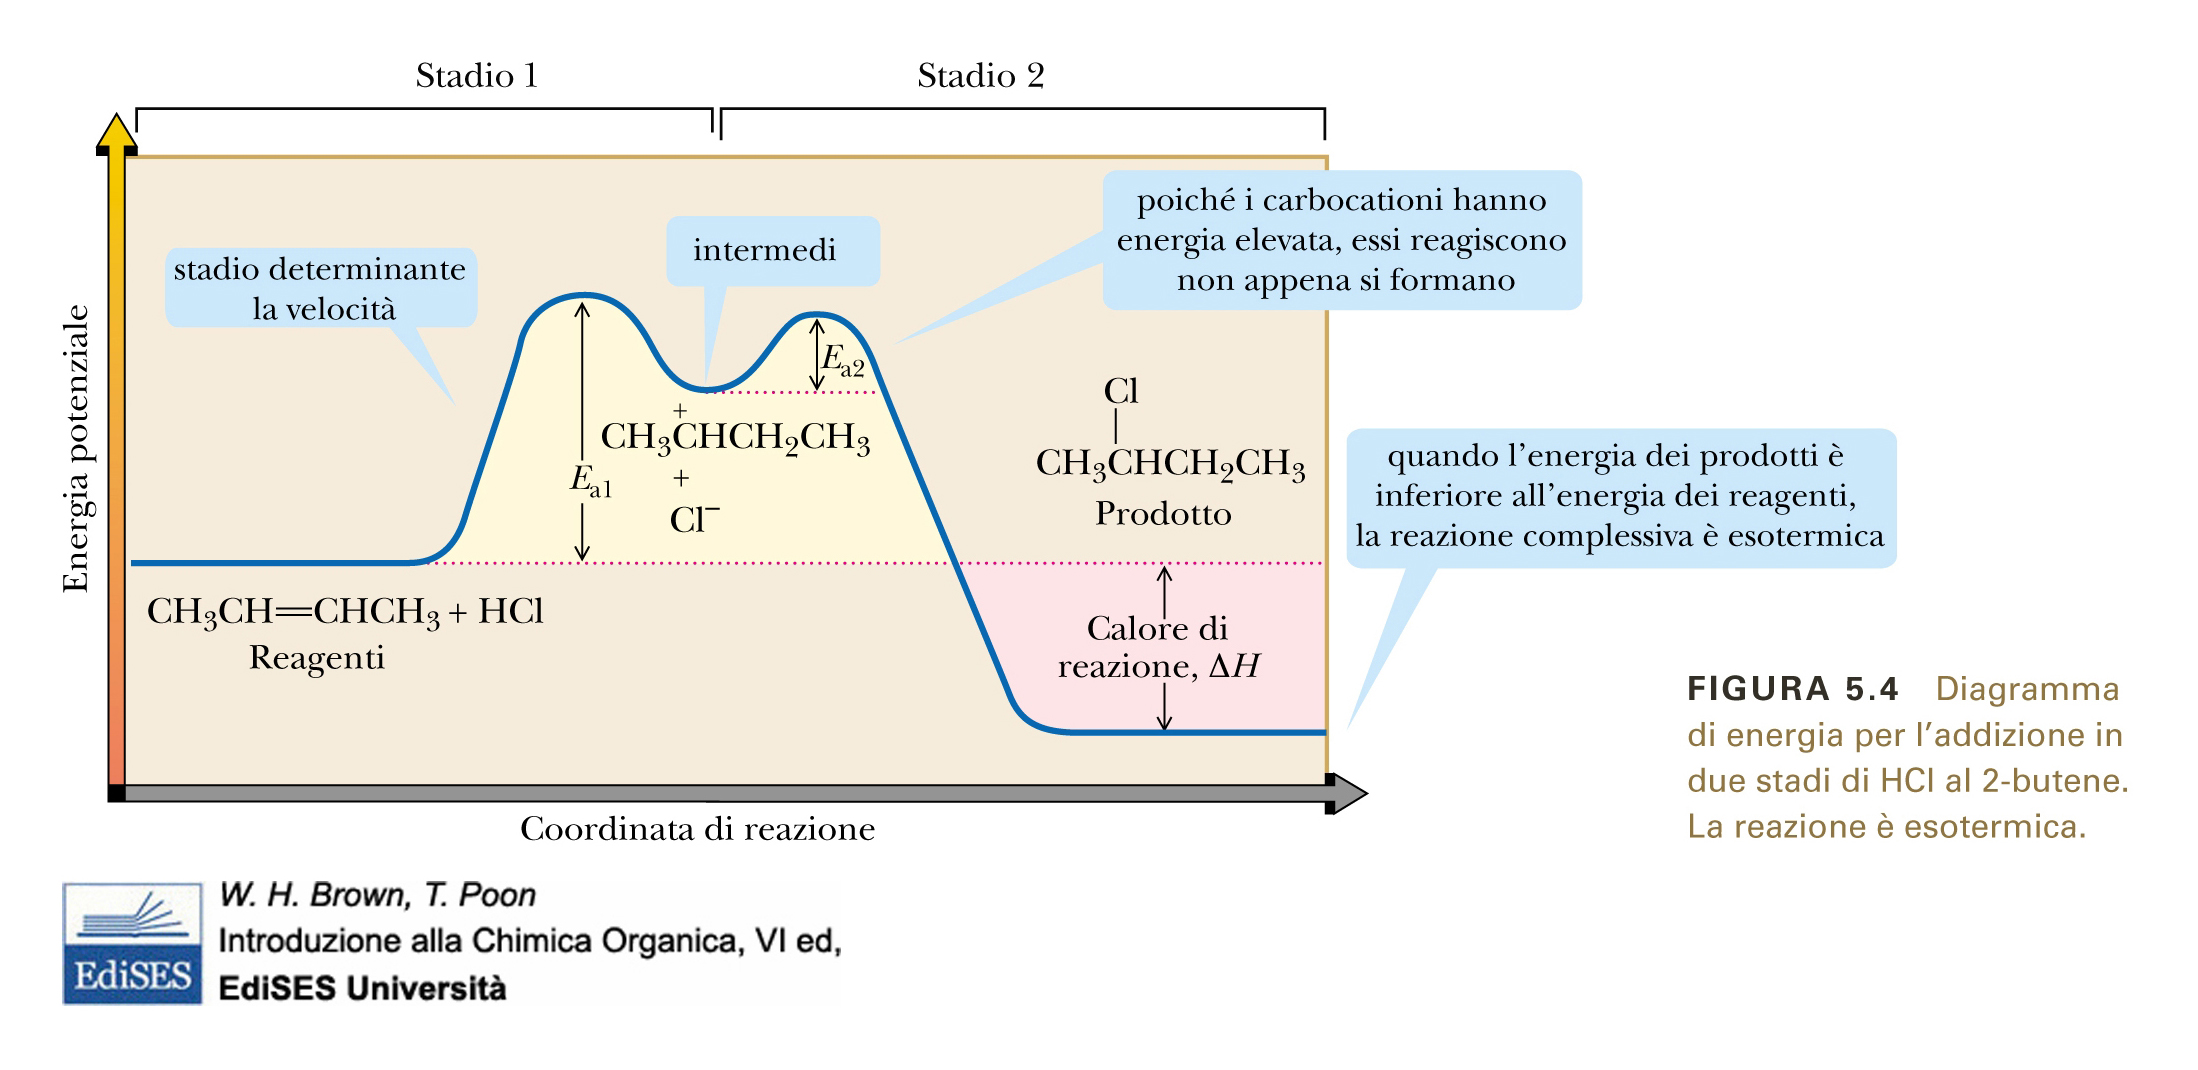 Stadio 1
Stadio 2
Energia potenziale
stadio determinante
la velocità
intermedi
poiché i carbocationi hanno
energia elevata, essi reagiscono
non appena si formano
Eₐ₁
Eₐ₂
+
CH₃CHCH₂CH₃
+
Cl⁻
Cl
CH₃CHCH₂CH₃
Prodotto
quando l’energia dei prodotti è
inferiore all’energia dei reagenti,
la reazione complessiva è esotermica
CH₃CH=CHCH₃ + HCl
Reagenti
Calore di
reazione, ΔH
Coordinata di reazione
FIGURA 5.4 Diagramma
di energia per l’addizione in
due stadi di HCl al 2-butene.
La reazione è esotermica.
EdiSES
W. H. Brown, T. Poon
Introduzione alla Chimica Organica, VI ed,
EdiSES Università